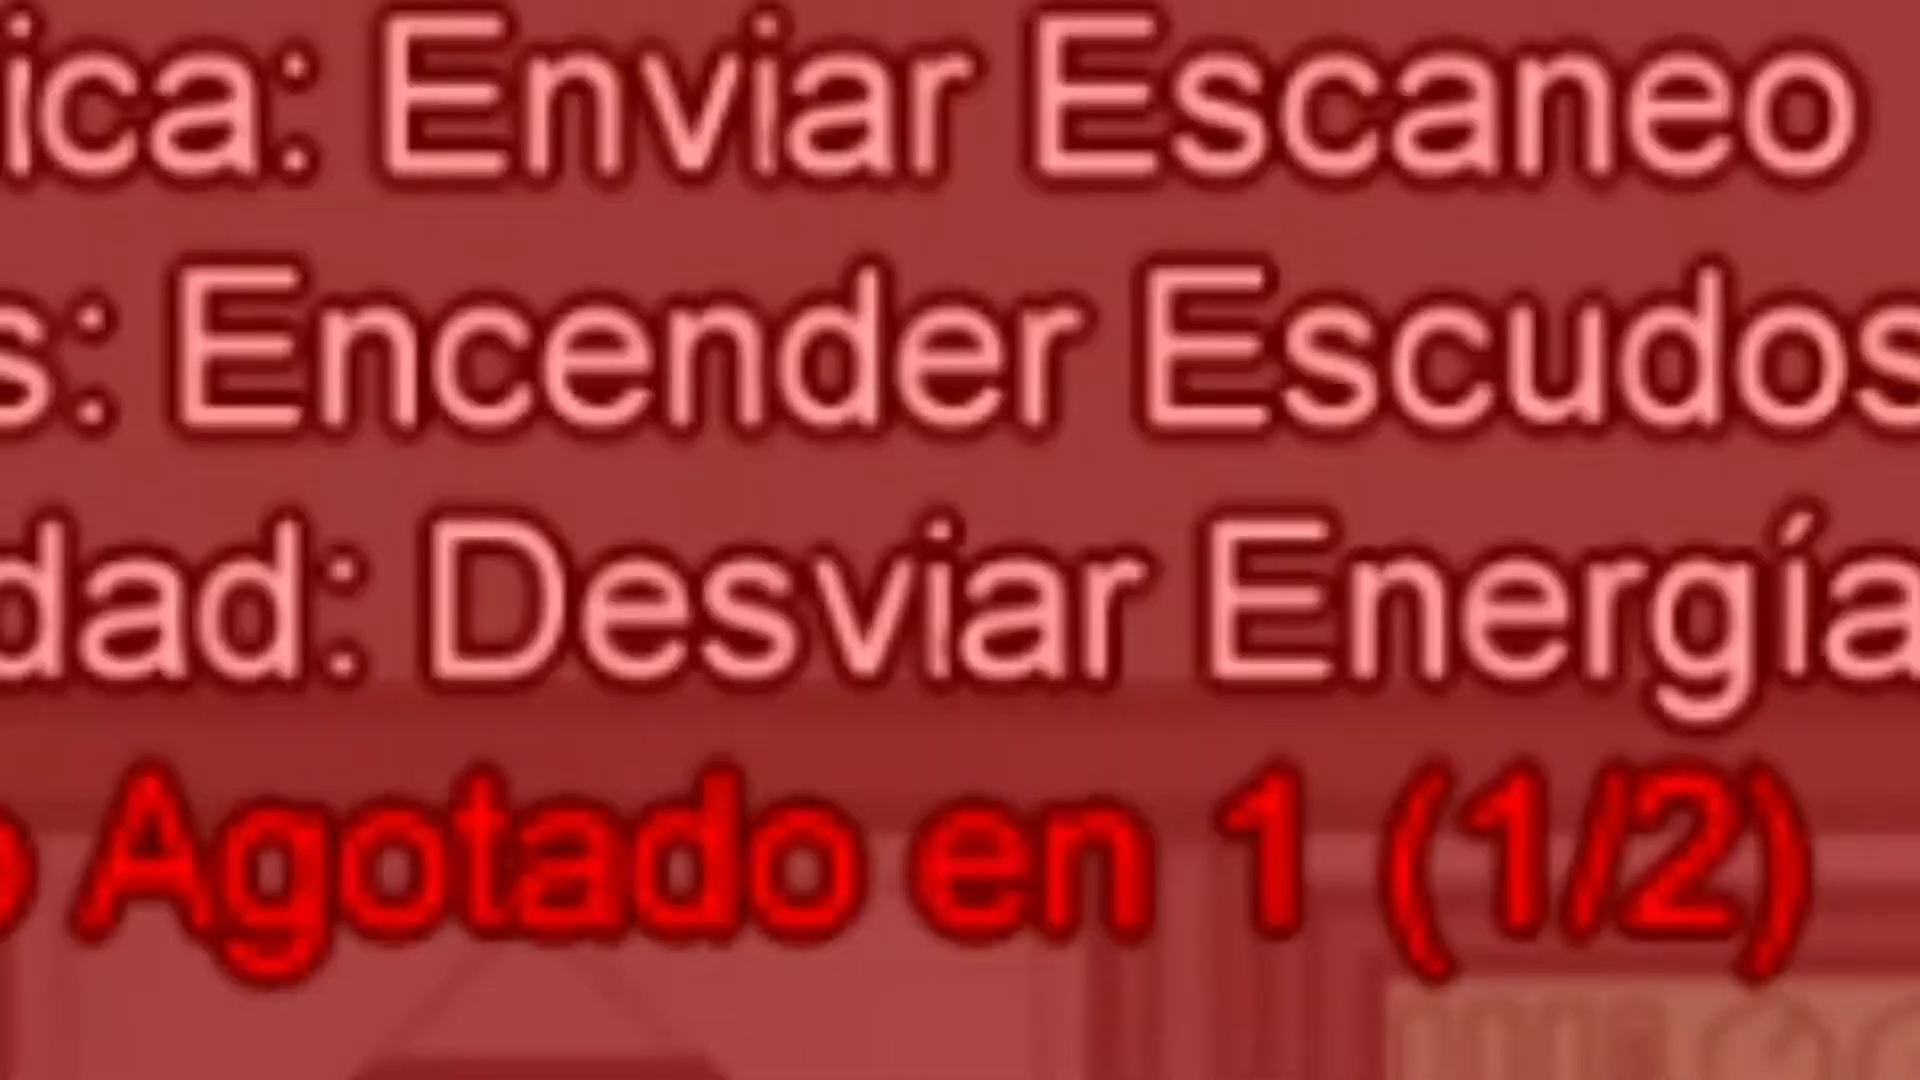 ica: Enviar Escaneo
s: Encender Escudos
dad: Desviar Energía
o Agotado en 1 (1/2)